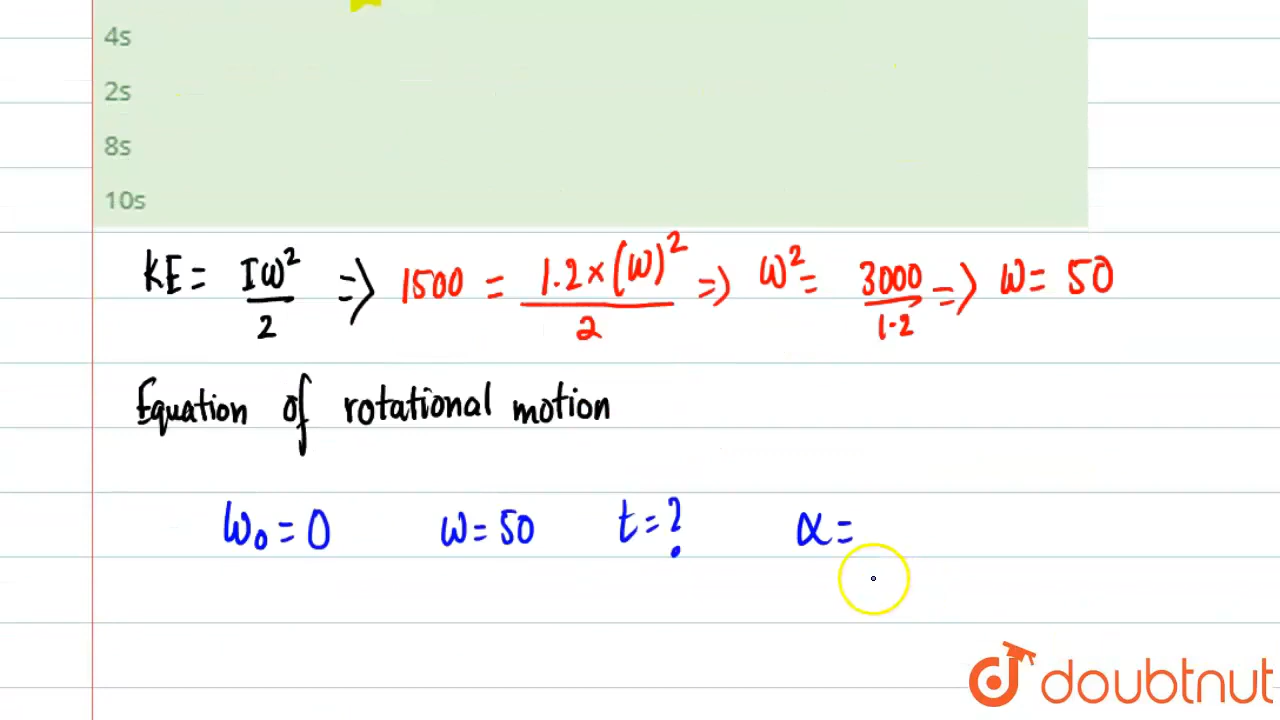 4s
2s
8s
10s
KE = Iω²/2 => 1500 = 1.2×(ω)²/2 => ω² = 3000/1.2 => ω = 50
Equation of rotational motion
ω₀ = 0 ω = 50 t = ? α =
doubtnut